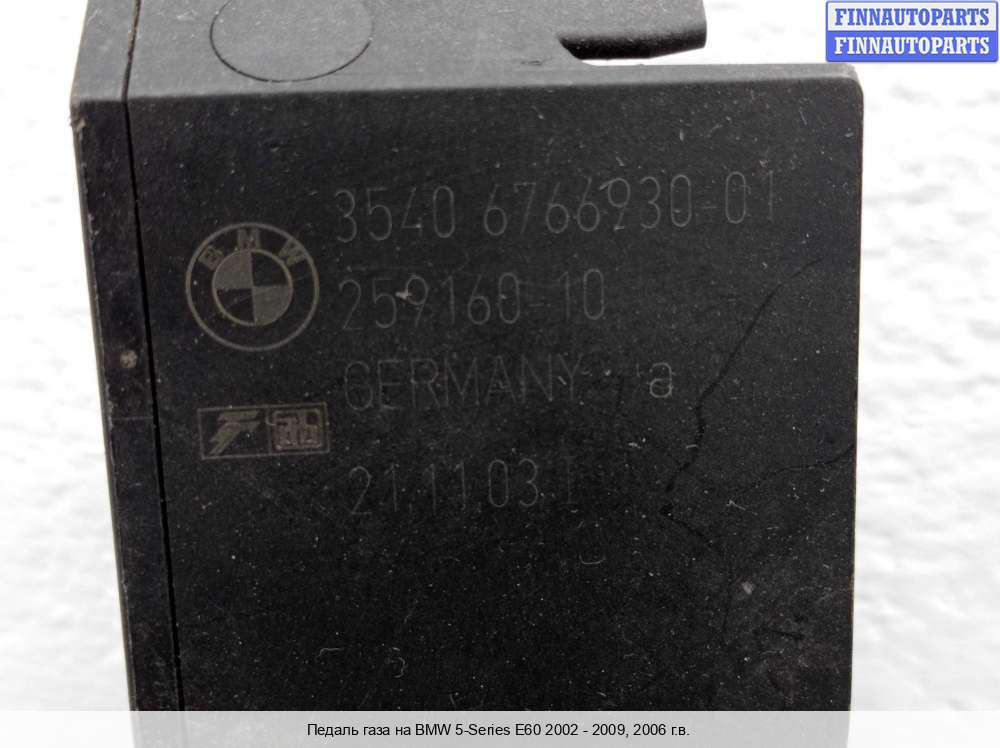 FINNAUTOPARTS
FINNAUTOPARTS
3540 6766930-01
BMW
259160-10
GERMANY a
21.11.03
Педаль газа на BMW 5-Series E60 2002 - 2009, 2006 г.в.